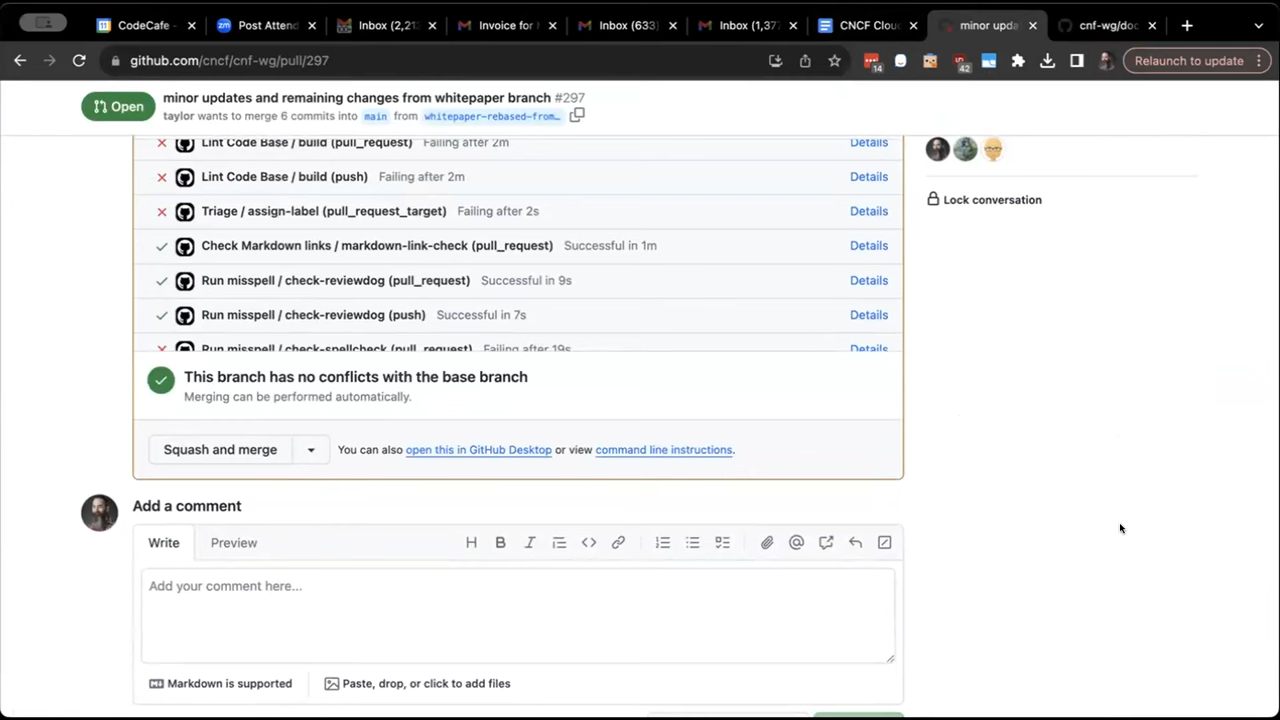 CodeCafe -
Post Attend
Inbox (2,21
Invoice for
Inbox (633)
Inbox (1,37
CNCF Clou
minor upda
cnf-wg/do
github.com/cncf/cnf-wg/pull/297
14
42
Relaunch to update
Open
minor updates and remaining changes from whitepaper branch #297
taylor wants to merge 6 commits into main from whitepaper-rebased-from…
Lint Code Base / build (pull_request) Failing after 2m Details
Lint Code Base / build (push) Failing after 2m Details
Triage / assign-label (pull_request_target) Failing after 2s Details
Check Markdown links / markdown-link-check (pull_request) Successful in 1m Details
Run misspell / check-reviewdog (pull_request) Successful in 9s Details
Run misspell / check-reviewdog (push) Successful in 7s Details
Run misspell / check-spellcheck (pull_request) Failing after 19s Details
Lock conversation
This branch has no conflicts with the base branch
Merging can be performed automatically.
Squash and merge
You can also open this in GitHub Desktop or view command line instructions.
Add a comment
Write Preview
Add your comment here...
Markdown is supported
Paste, drop, or click to add files